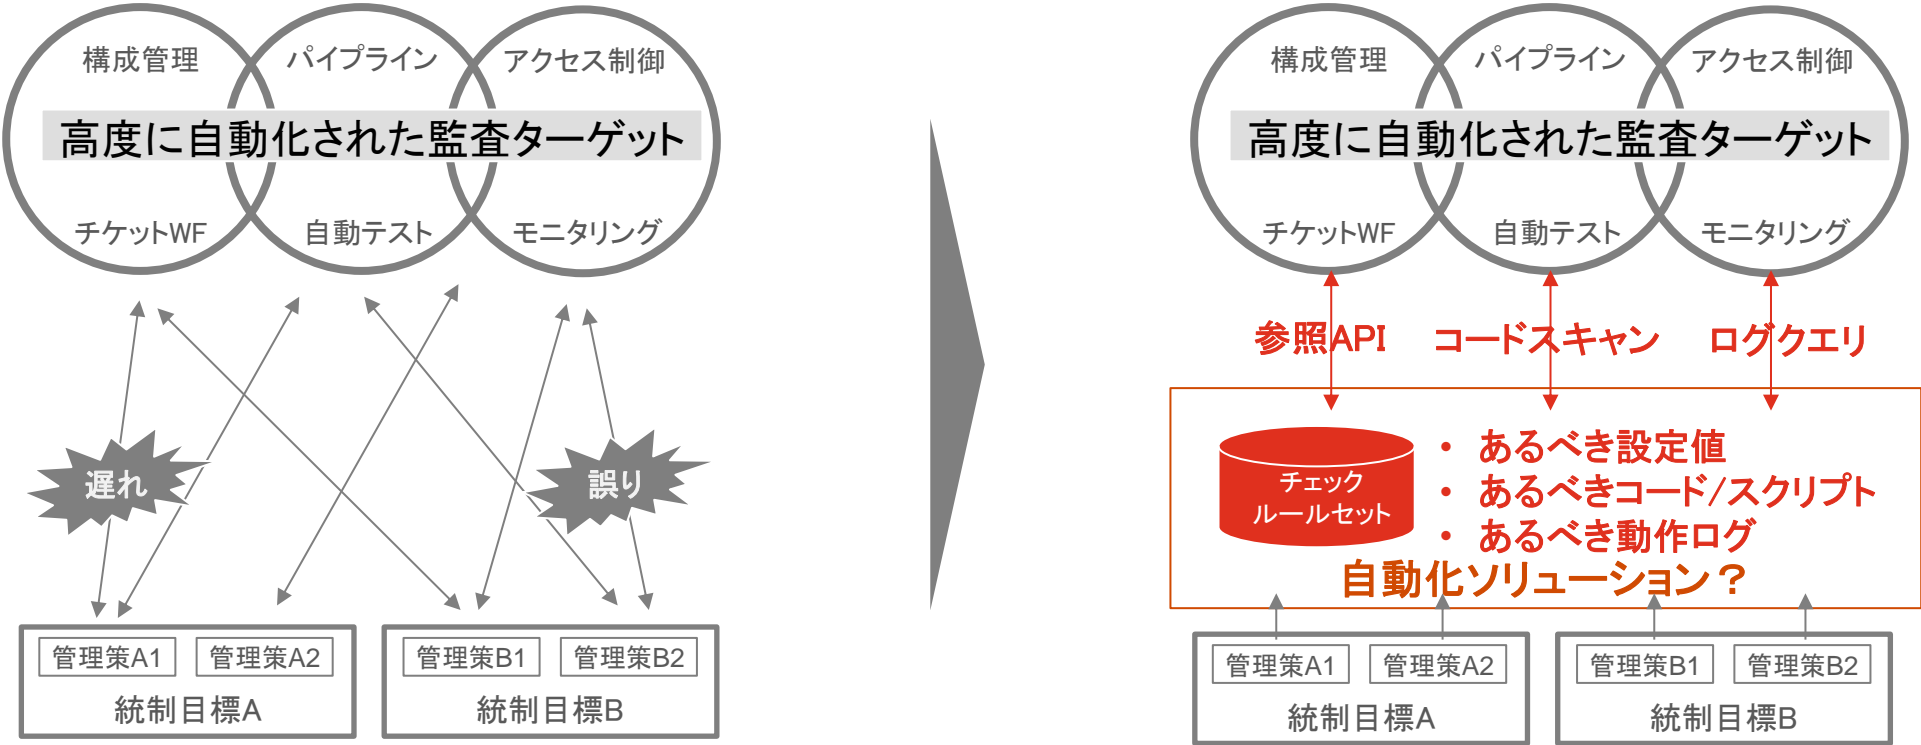 構成管理
パイプライン
アクセス制御
高度に自動化された監査ターゲット
チケットWF
自動テスト
モニタリング
遅れ
誤り
管理策A1
管理策A2
統制目標A
管理策B1
管理策B2
統制目標B
構成管理
パイプライン
アクセス制御
高度に自動化された監査ターゲット
チケットWF
自動テスト
モニタリング
参照API
コードスキャン
ログクエリ
チェック
ルールセット
・ あるべき設定値
・ あるべきコード/スクリプト
・ あるべき動作ログ
自動化ソリューション?
管理策A1
管理策A2
統制目標A
管理策B1
管理策B2
統制目標B